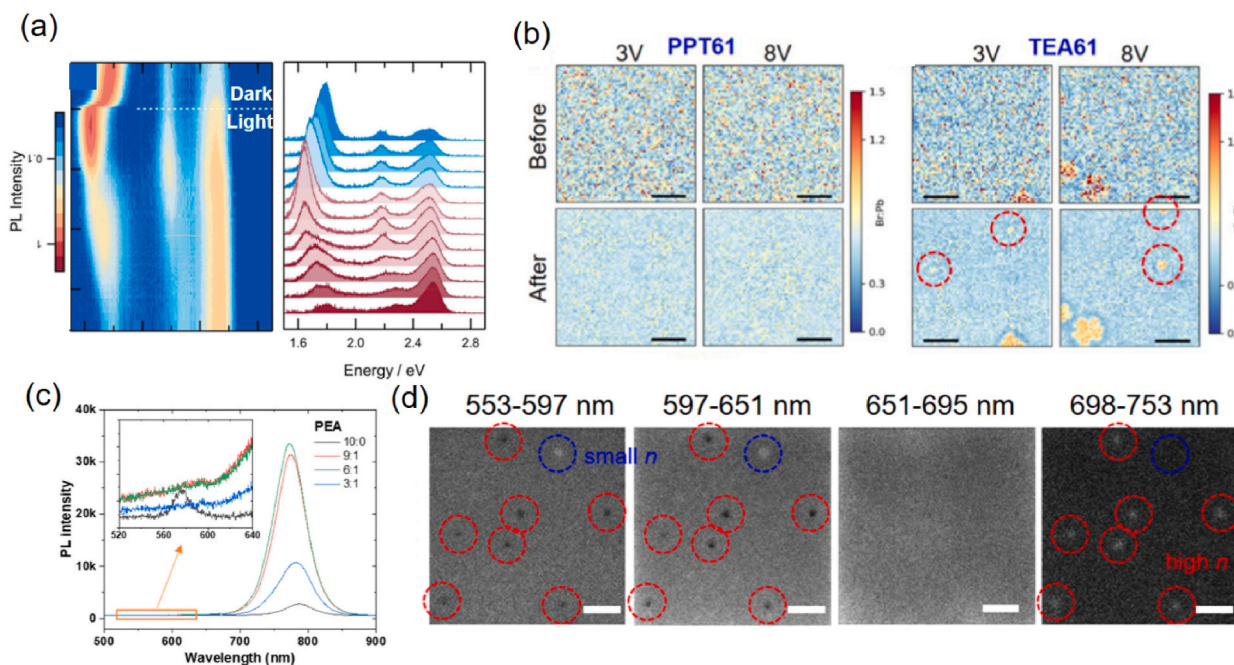 (a)
Dark
Light
PL Intensity
0.1
1
1.6
2.0
2.4
2.8
Energy / eV
(b)
PPT61
TEA61
3V
8V
3V
8V
Before
After
1.5
1.2
0.9
Br:Pb
0.3
0.0
(c)
40k
30k
20k
10k
0
PL intensity
500
600
700
800
900
Wavelength (nm)
PEA
10:0
9:1
6:1
3:1
520
560
600
640
(d)
553-597 nm
597-651 nm
651-695 nm
698-753 nm
small n
high n